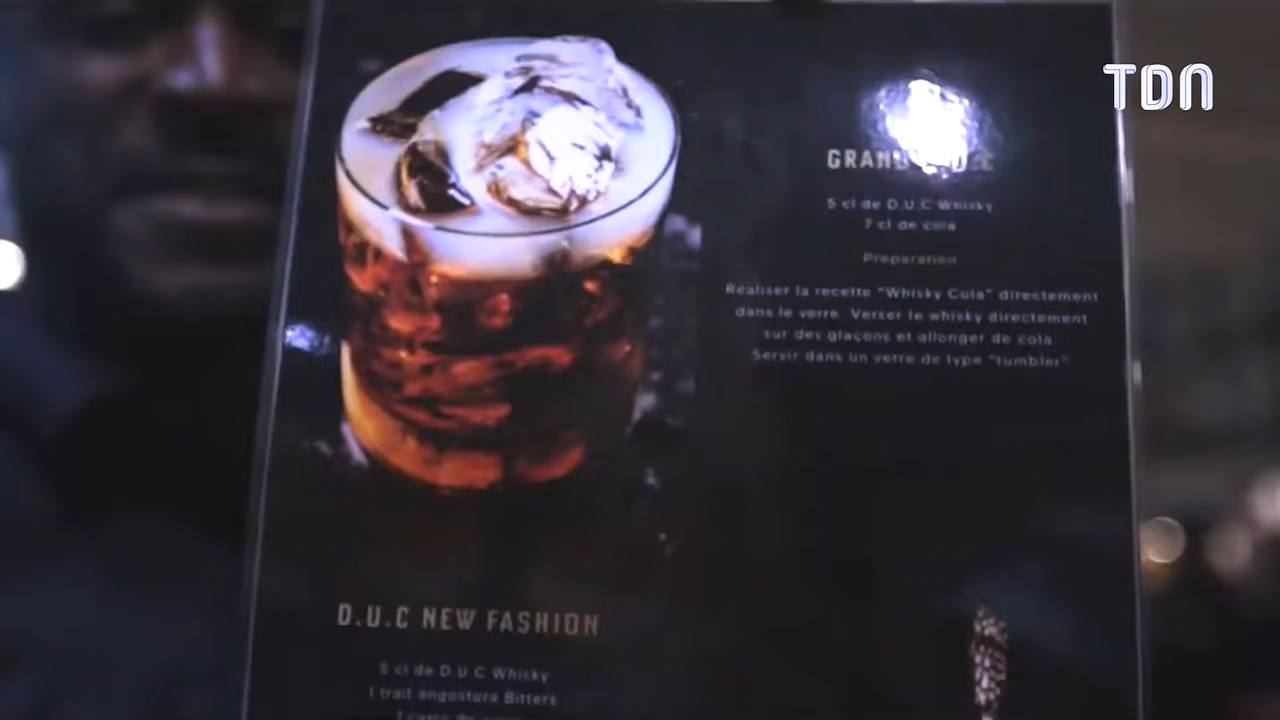 TDN
5 cl de D.U.C Whisky
7 cl de cola
Preparation
Réaliser la recette "Whisky Cola" directement
dans le verre. Verser le whisky directement
sur des glaçons et allonger de cola
Servir dans un verre de type "tumbler"
D.U.C NEW FASHION
5 cl de D.U.C Whisky
1 trait angostura Bitters